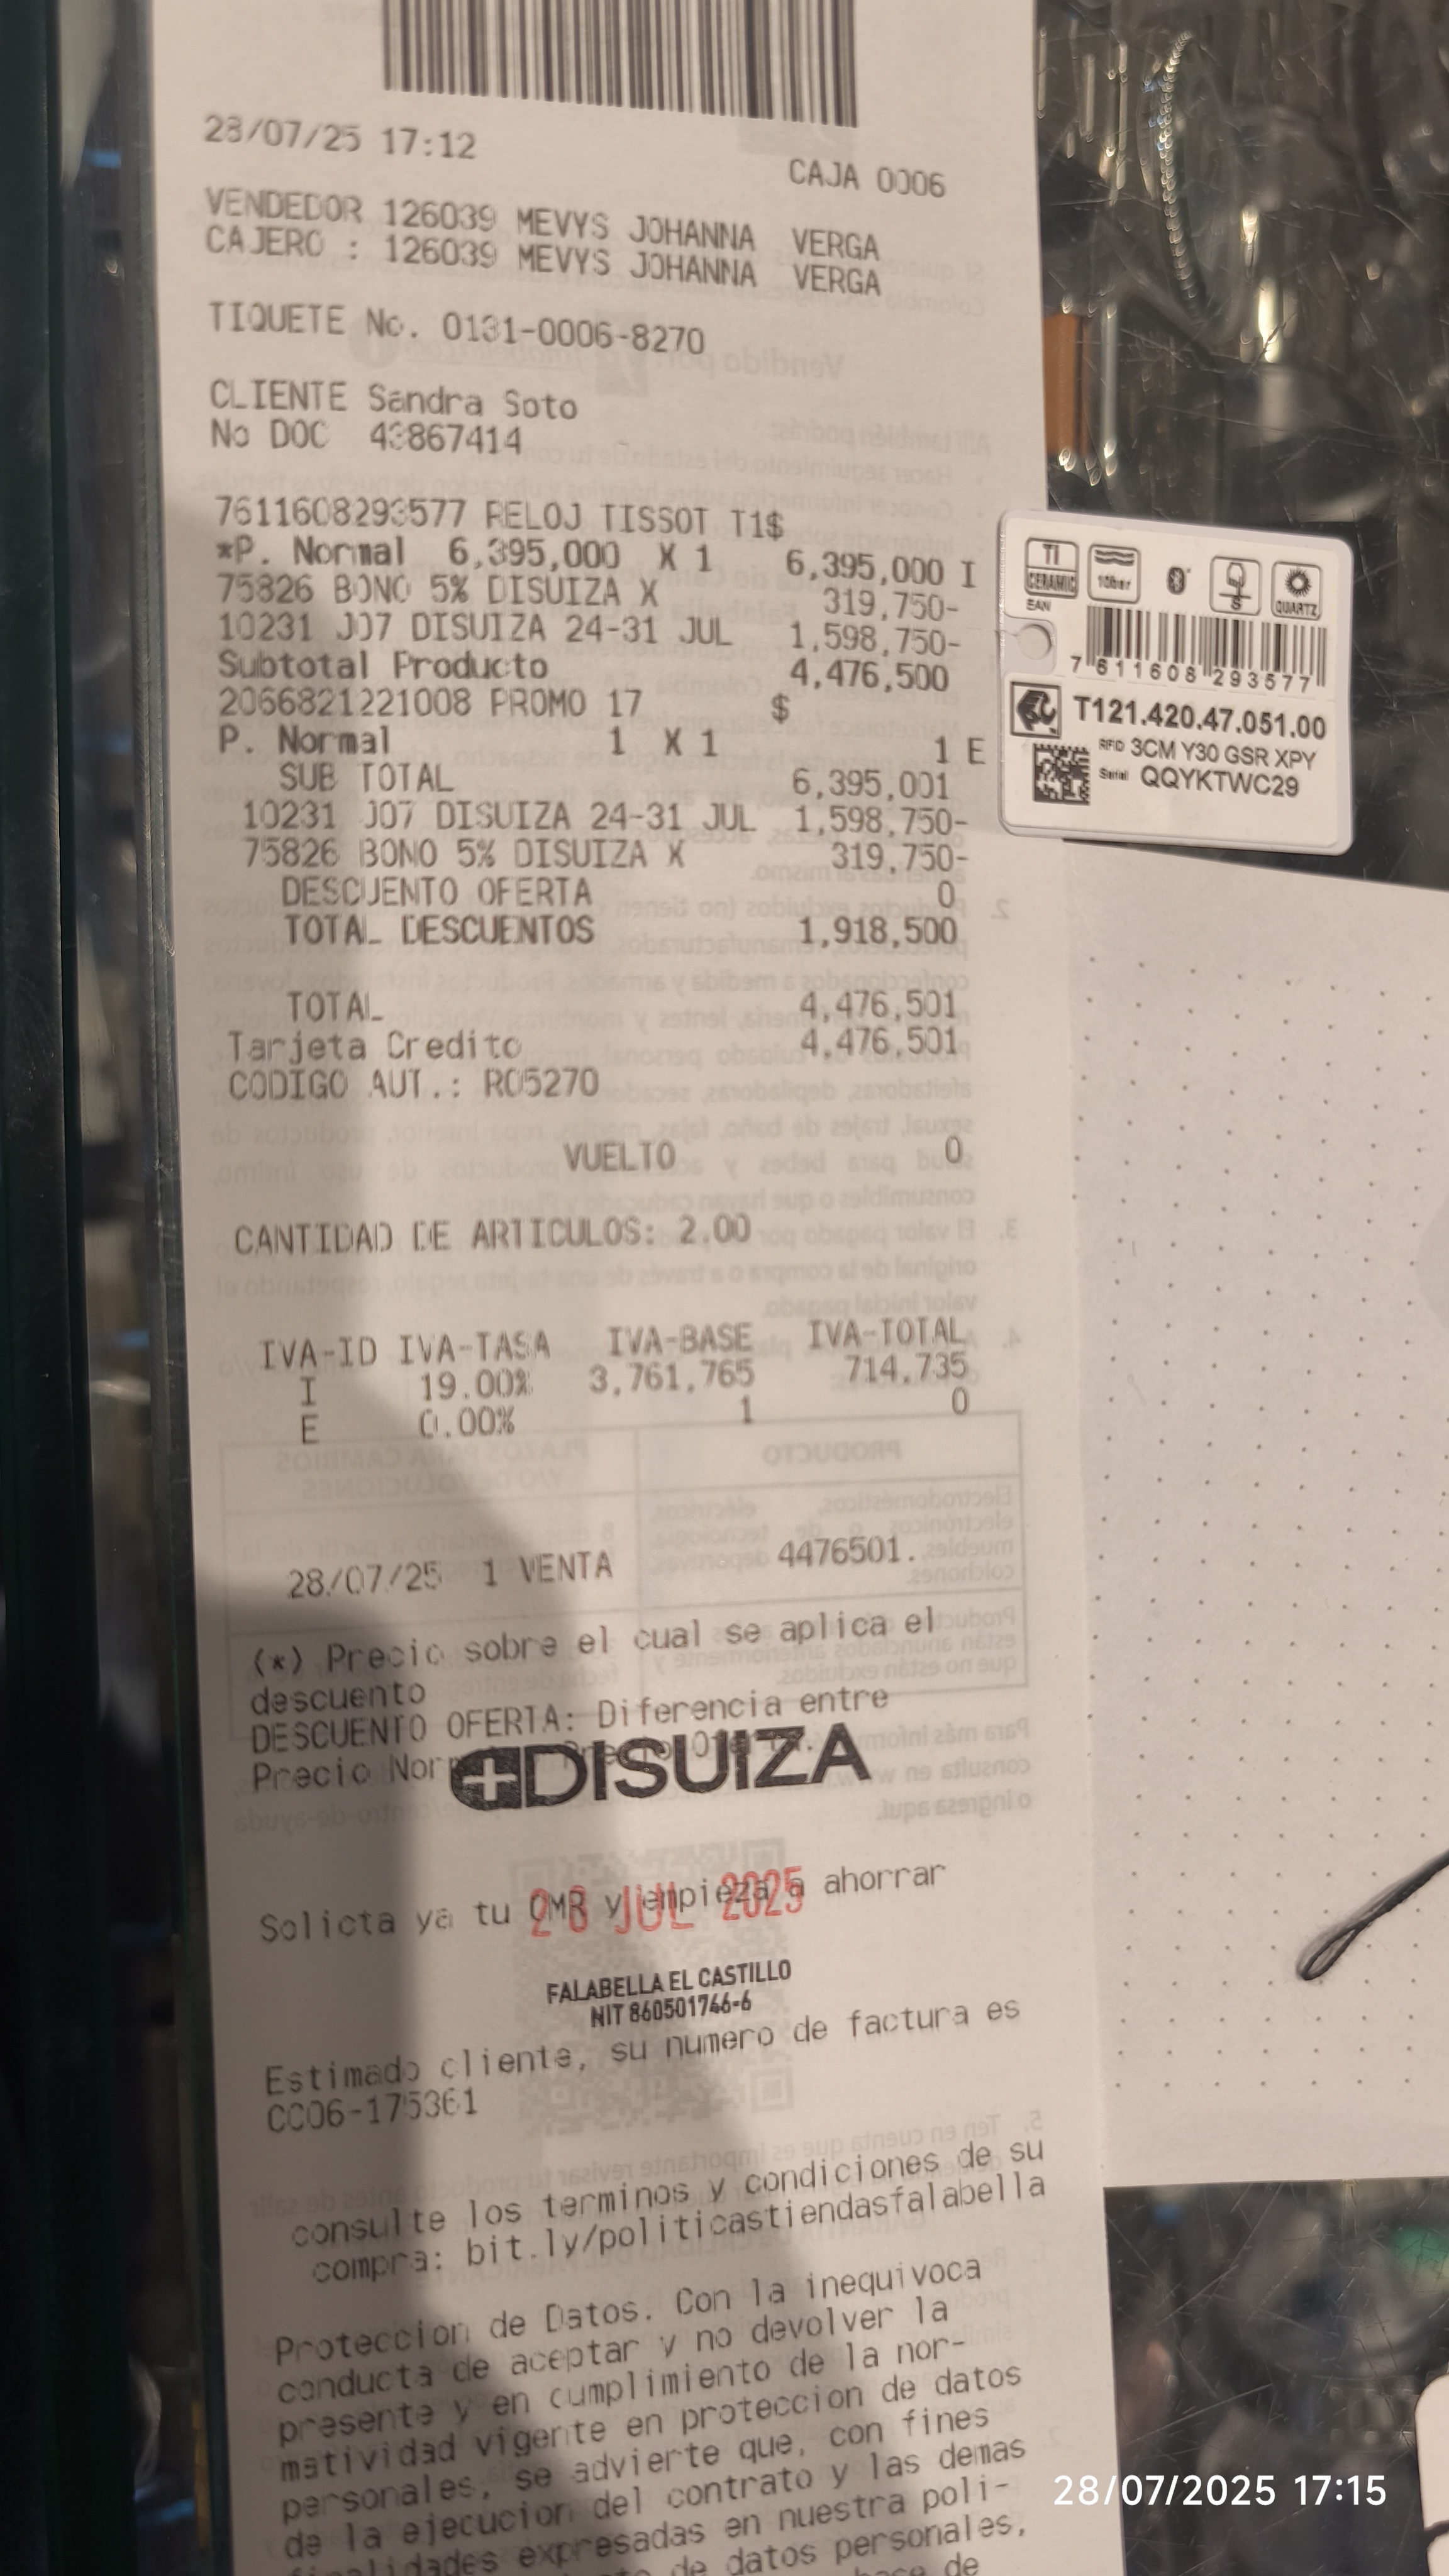 28/07/25 17:12
CAJA 0006
VENDEDOR 126039 MEVYS JOHANNA VERGA
CAJERO : 126039 MEVYS JOHANNA VERGA
TIQUETE No. 0131-0006-8270
CLIENTE Sandra Soto
No DOC 43867414
7611608293577 RELOJ TISSOT T1$
*P. Normal 6,395,000 X 1 6,395,000 I
75826 BONO 5% DISUIZA X 319,750-
10231 J07 DISUIZA 24-31 JUL 1,598,750-
Subtotal Producto 4,476,500
2066821221008 PROMO 17 $
P. Normal 1 X 1 1 E
SUB TOTAL 6,395,001
10231 J07 DISUIZA 24-31 JUL 1,598,750-
75826 BONO 5% DISUIZA X 319,750-
DESCUENTO OFERTA 0
TOTAL DESCUENTOS 1,918,500
TOTAL 4,476,501
Tarjeta Credito 4,476,501
CODIGO AUT.: R05270
VUELTO 0
CANTIDAD DE ARTICULOS: 2.00
IVA-ID IVA-TASA IVA-BASE IVA-TOTAL
I 19.00% 3,761,765 714,735
E 0.00% 1 0
28/07/25 1 VENTA 4476501.
(*) Precio sobre el cual se aplica el
descuento
DESCUENTO OFERTA: Diferencia entre
Precio
DISUIZA
Solicta ya tu CMR y empieza a ahorrar
28 JUL 2025
FALABELLA EL CASTILLO
NIT 860501746-6
Estimado cliente, su numero de factura es
CC06-175361
consulte los terminos y condiciones de su
compra: bit.ly/politicastiendasfalabella
Proteccion de Datos. Con la inequivoca
conducta de aceptar y no devolver la
presente y en cumplimiento de la nor-
matividad vigente en proteccion de datos
personales, se advierte que, con fines
de la ejecucion del contrato y las demas
finalidades expresadas en nuestra poli-
de datos personales,
de
TI
CERAMIC
10bar
S
QUARTZ
EAN
7 611608 293577
T121.420.47.051.00
RFID 3CM Y30 GSR XPY
Serial QQYKTWC29
28/07/2025 17:15